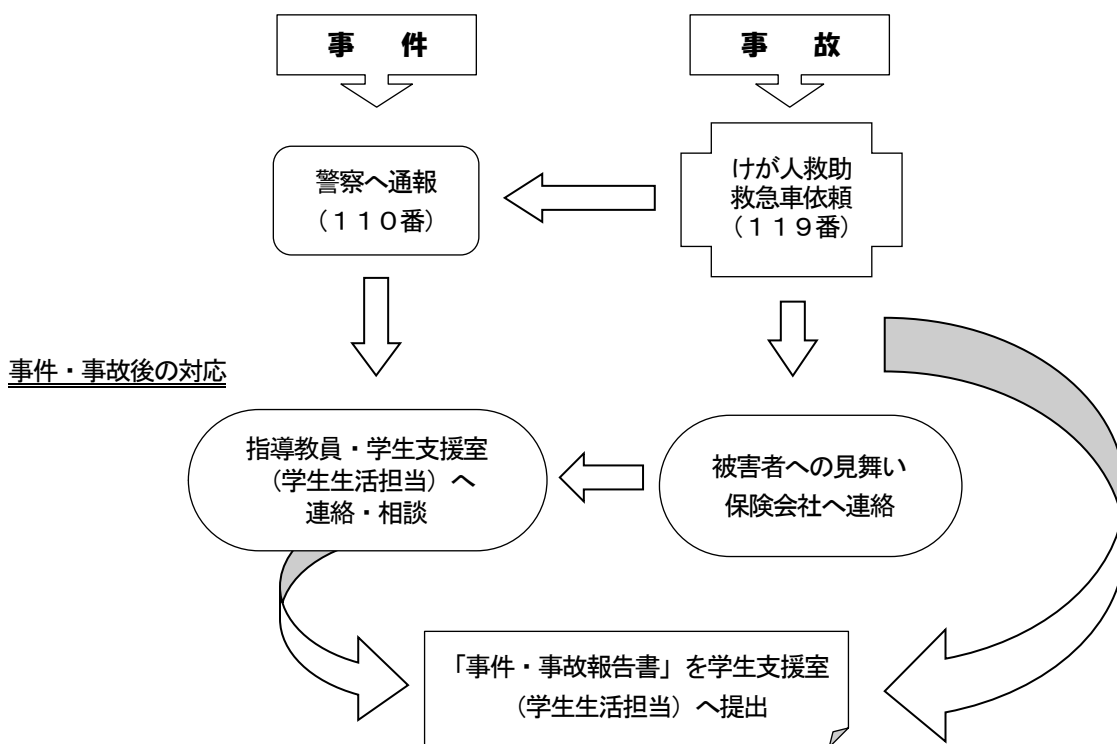 事　件
事　故
警察へ通報
（１１０番）
けが人救助
救急車依頼
（１１９番）
事件・事故後の対応
指導教員・学生支援室
（学生生活担当）へ
連絡・相談
被害者への見舞い
保険会社へ連絡
「事件・事故報告書」を学生支援室
（学生生活担当）へ提出